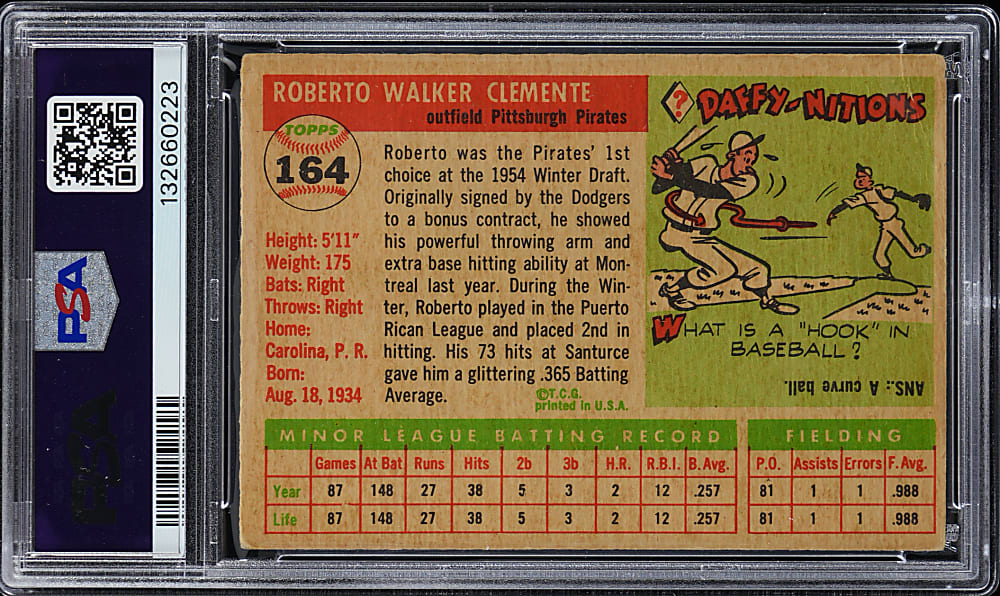 132660223
PSA
PSA
ROBERTO WALKER CLEMENTE
outfield Pittsburgh Pirates
TOPPS
164
Height: 5'11"
Weight: 175
Bats: Right
Throws: Right
Home:
Carolina, P. R.
Born:
Aug. 18, 1934
Roberto was the Pirates' 1st
choice at the 1954 Winter Draft.
Originally signed by the Dodgers
to a bonus contract, he showed
his powerful throwing arm and
extra base hitting ability at Mon-
treal last year. During the Win-
ter, Roberto played in the Puerto
Rican League and placed 2nd in
hitting. His 73 hits at Santurce
gave him a glittering .365 Batting
Average.
©T.C.G.
printed in U.S.A.
? DAFFY-NITIONS
WHAT IS A "HOOK" IN
BASEBALL?
ANS.: A curve ball.
MINOR LEAGUE BATTING RECORD FIELDING
Games At Bat Runs Hits 2b 3b H.R. R.B.I. B. Avg. P.O. Assists Errors F. Avg.
Year 87 148 27 38 5 3 2 12 .257 81 1 1 .988
Life 87 148 27 38 5 3 2 12 .257 81 1 1 .988